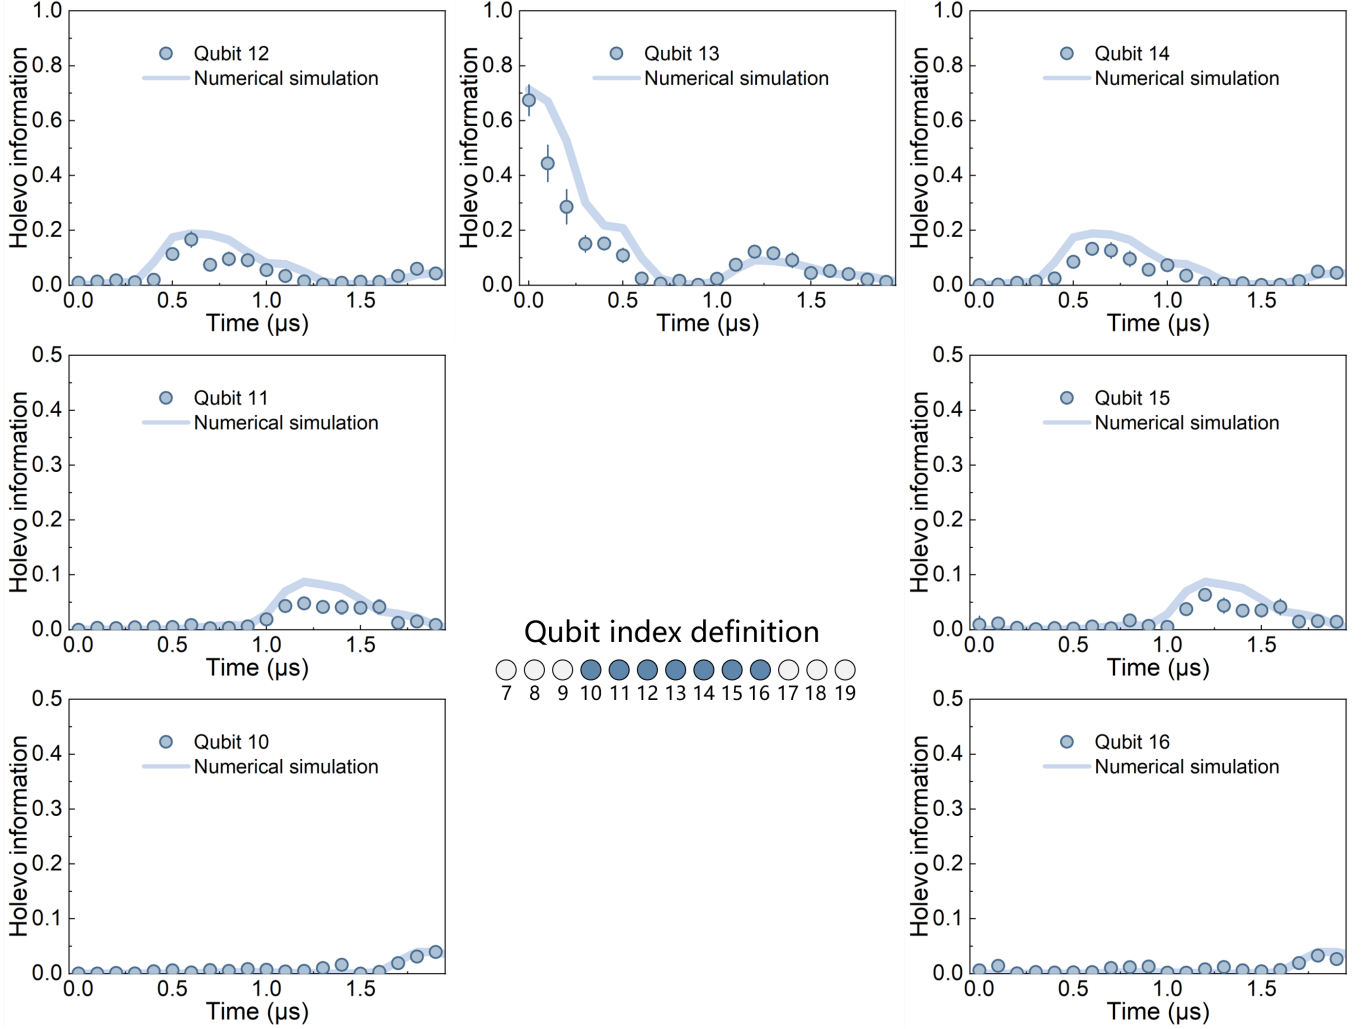 1.0
0.8
0.6
0.4
0.2
0.0
Holevo information
Qubit 12
Numerical simulation
0.0 0.5 1.0 1.5
Time (µs)
1.0
0.8
0.6
0.4
0.2
0.0
Holevo information
Qubit 13
Numerical simulation
0.0 0.5 1.0 1.5
Time (µs)
1.0
0.8
0.6
0.4
0.2
0.0
Holevo information
Qubit 14
Numerical simulation
0.0 0.5 1.0 1.5
Time (µs)
0.5
0.4
0.3
0.2
0.1
0.0
Holevo information
Qubit 11
Numerical simulation
0.0 0.5 1.0 1.5
Time (µs)
Qubit index definition
7 8 9 10 11 12 13 14 15 16 17 18 19
0.5
0.4
0.3
0.2
0.1
0.0
Holevo information
Qubit 15
Numerical simulation
0.0 0.5 1.0 1.5
Time (µs)
0.5
0.4
0.3
0.2
0.1
0.0
Holevo information
Qubit 10
Numerical simulation
0.0 0.5 1.0 1.5
Time (µs)
0.5
0.4
0.3
0.2
0.1
0.0
Holevo information
Qubit 16
Numerical simulation
0.0 0.5 1.0 1.5
Time (µs)